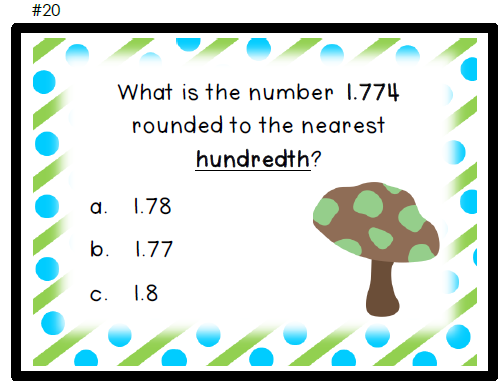 #20
What is the number 1.774
rounded to the nearest
hundredth?
a. 1.78
b. 1.77
c. 1.8